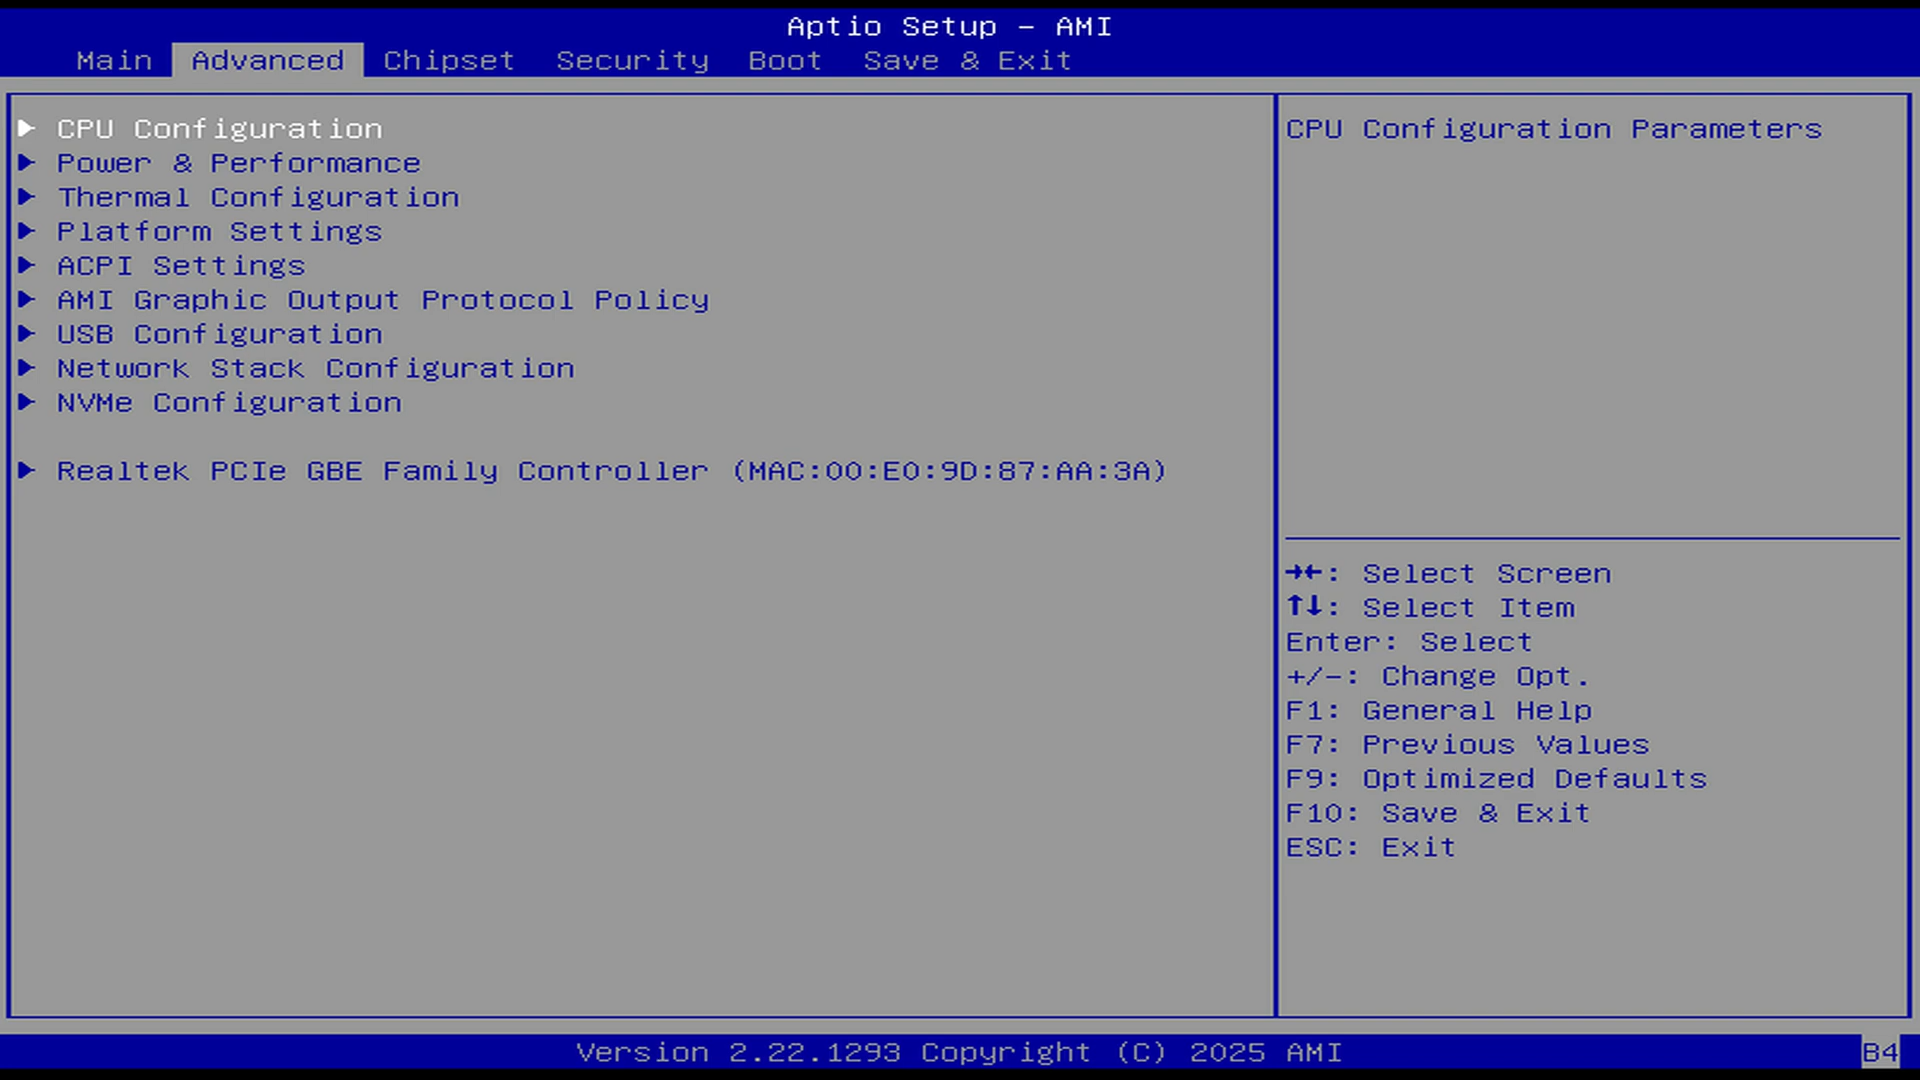 Aptio Setup – AMI
Main Advanced Chipset Security Boot Save & Exit
CPU Configuration
Power & Performance
Thermal Configuration
Platform Settings
ACPI Settings
AMI Graphic Output Protocol Policy
USB Configuration
Network Stack Configuration
NVMe Configuration
Realtek PCIe GBE Family Controller (MAC:00:E0:9D:87:AA:3A)
CPU Configuration Parameters
→←: Select Screen
↑↓: Select Item
Enter: Select
+/-: Change Opt.
F1: General Help
F7: Previous Values
F9: Optimized Defaults
F10: Save & Exit
ESC: Exit
Version 2.22.1293 Copyright (C) 2025 AMI
B4